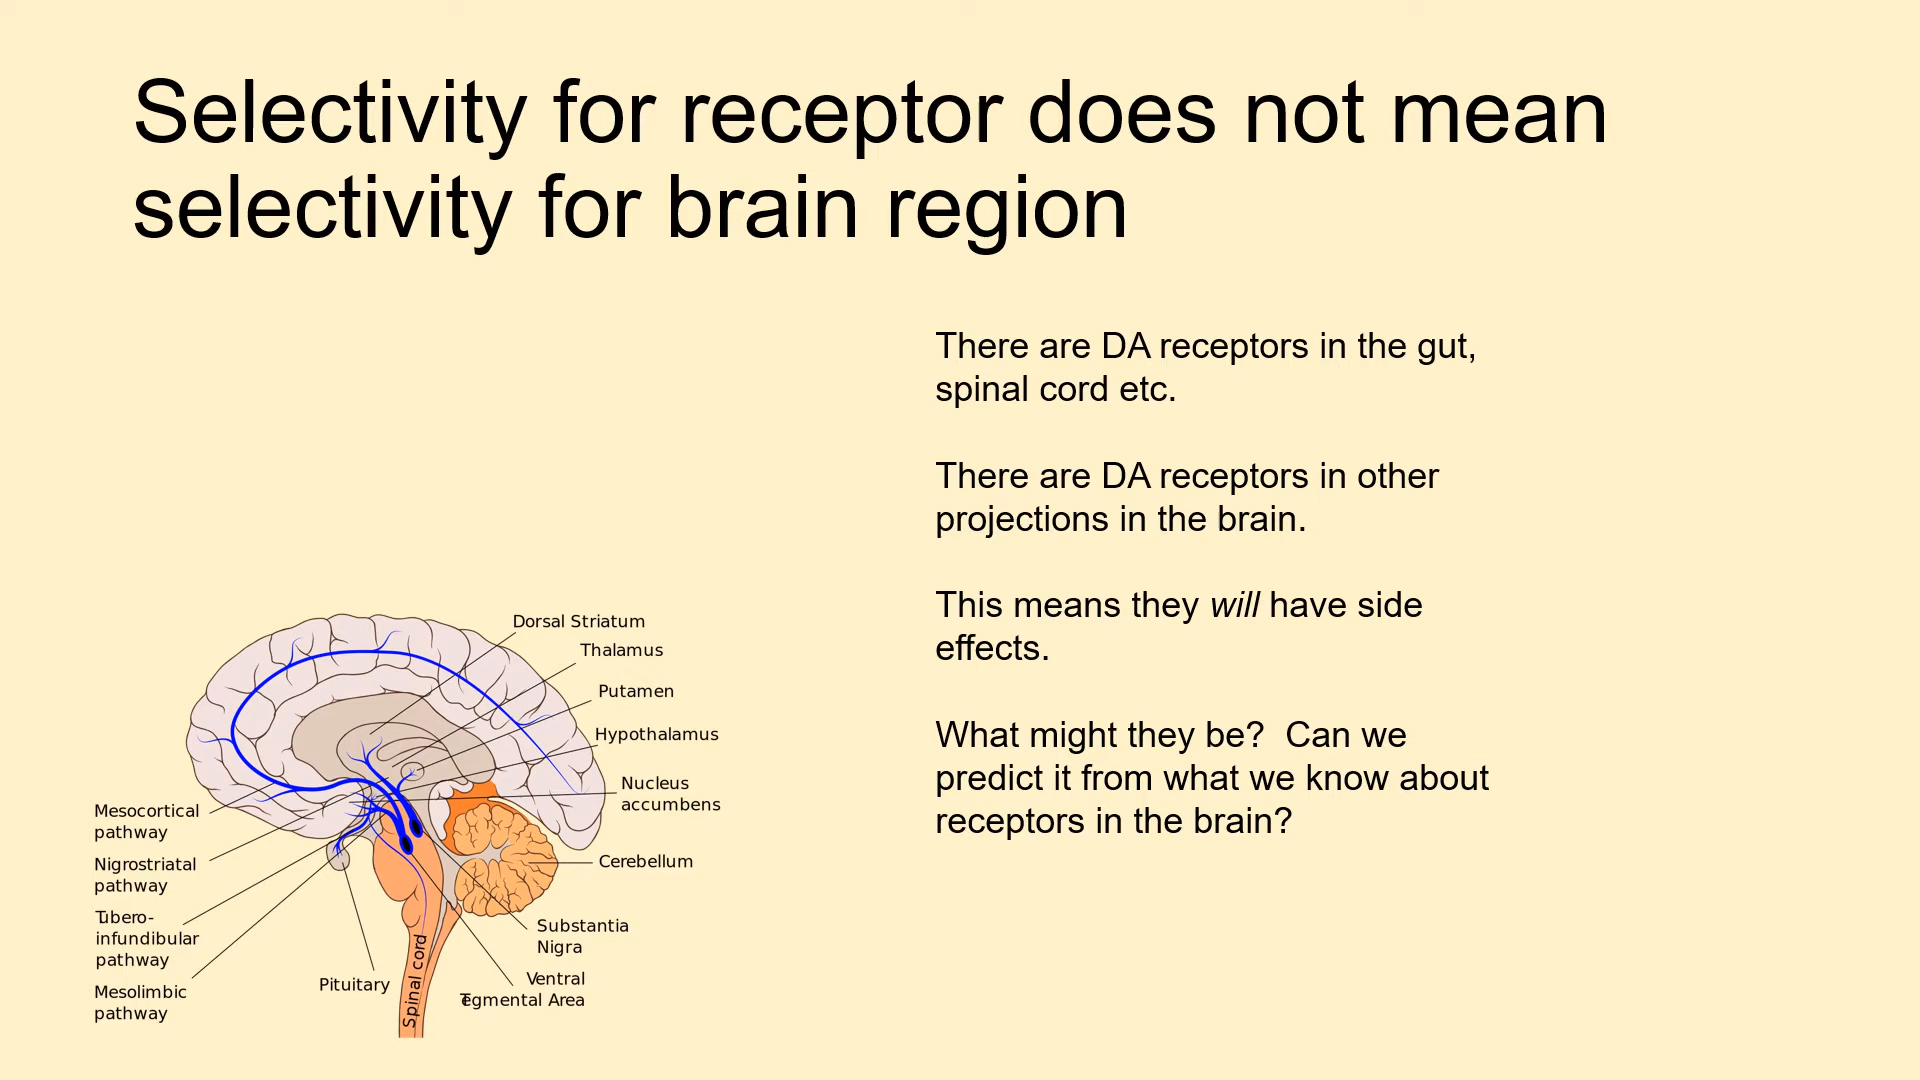 Selectivity for receptor does not mean
selectivity for brain region
There are DA receptors in the gut,
spinal cord etc.
There are DA receptors in other
projections in the brain.
This means they will have side
effects.
What might they be?  Can we
predict it from what we know about
receptors in the brain?
Dorsal Striatum
Thalamus
Putamen
Hypothalamus
Nucleus
accumbens
Cerebellum
Substantia
Nigra
Ventral
Tegmental Area
Spinal cord
Pituitary
Mesocortical
pathway
Nigrostriatal
pathway
Tubero-
infundibular
pathway
Mesolimbic
pathway